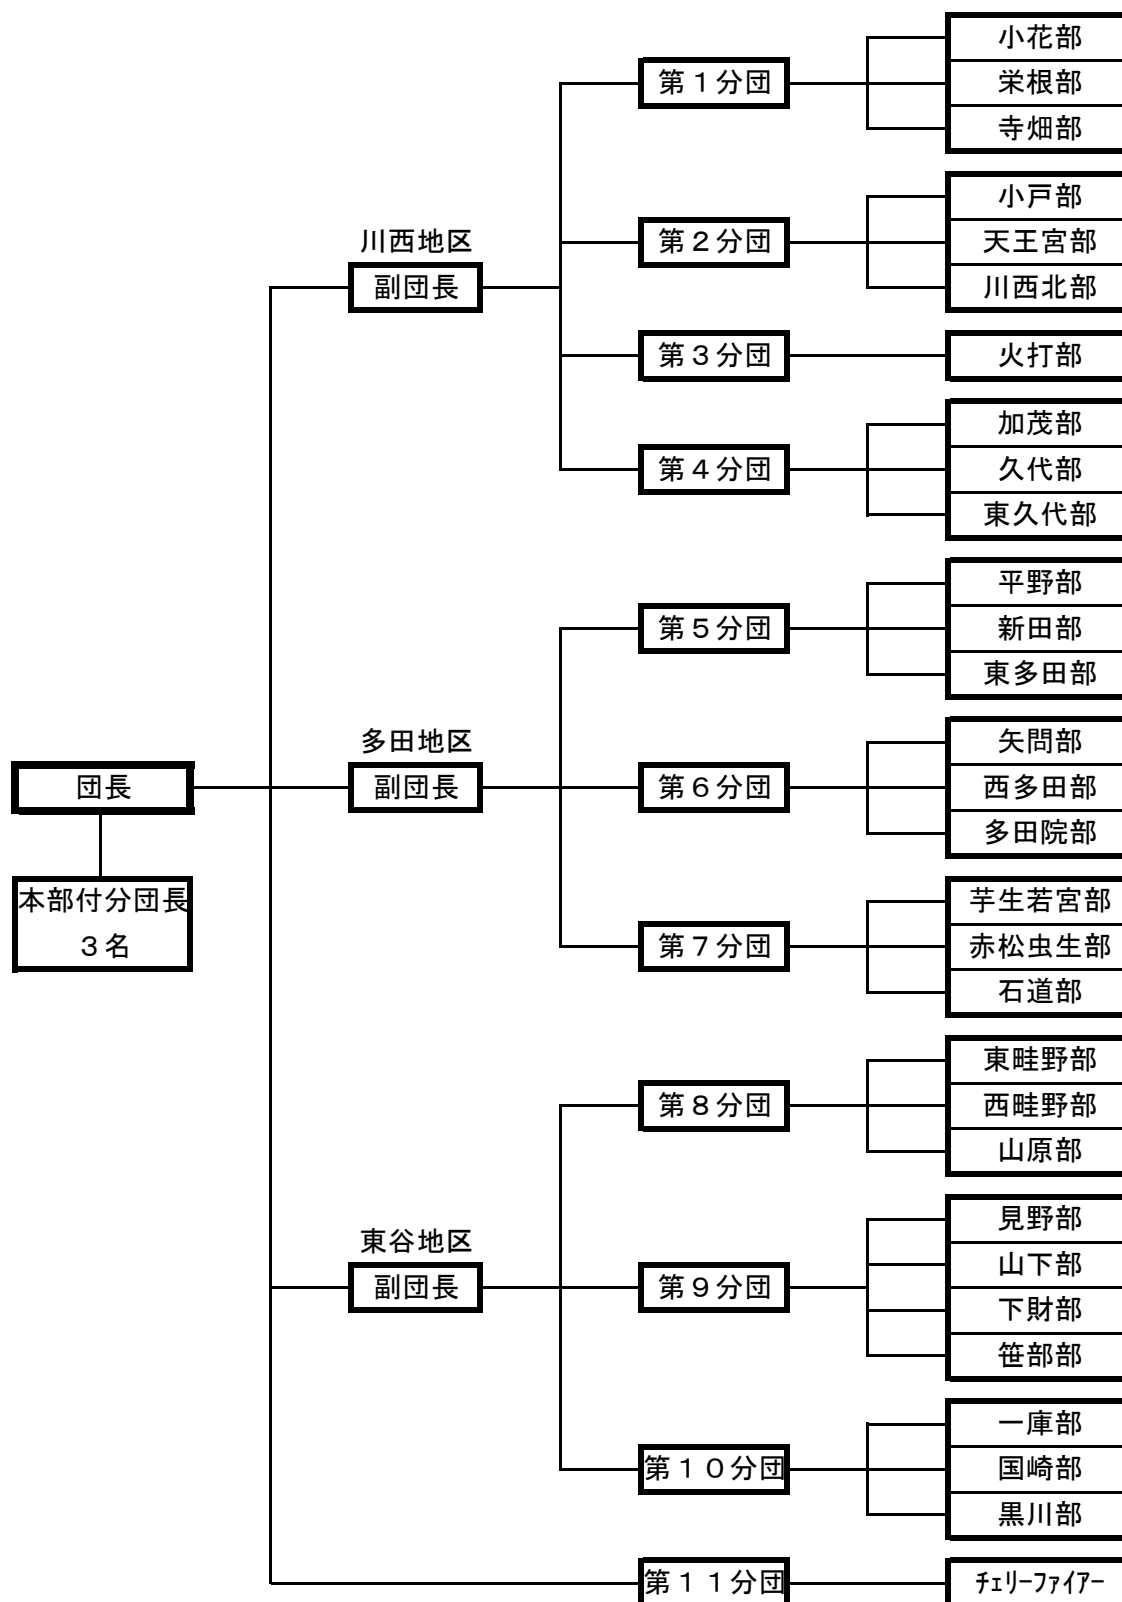 団長
本部付分団長
３名
川西地区
副団長
第１分団
小花部
栄根部
寺畑部
第２分団
小戸部
天王宮部
川西北部
第３分団
火打部
第４分団
加茂部
久代部
東久代部
多田地区
副団長
第５分団
平野部
新田部
東多田部
第６分団
矢問部
西多田部
多田院部
第７分団
芋生若宮部
赤松虫生部
石道部
東谷地区
副団長
第８分団
東畦野部
西畦野部
山原部
第９分団
見野部
山下部
下財部
笹部部
第１０分団
一庫部
国崎部
黒川部
第１１分団
ﾁｪﾘｰﾌｧｲｱｰ